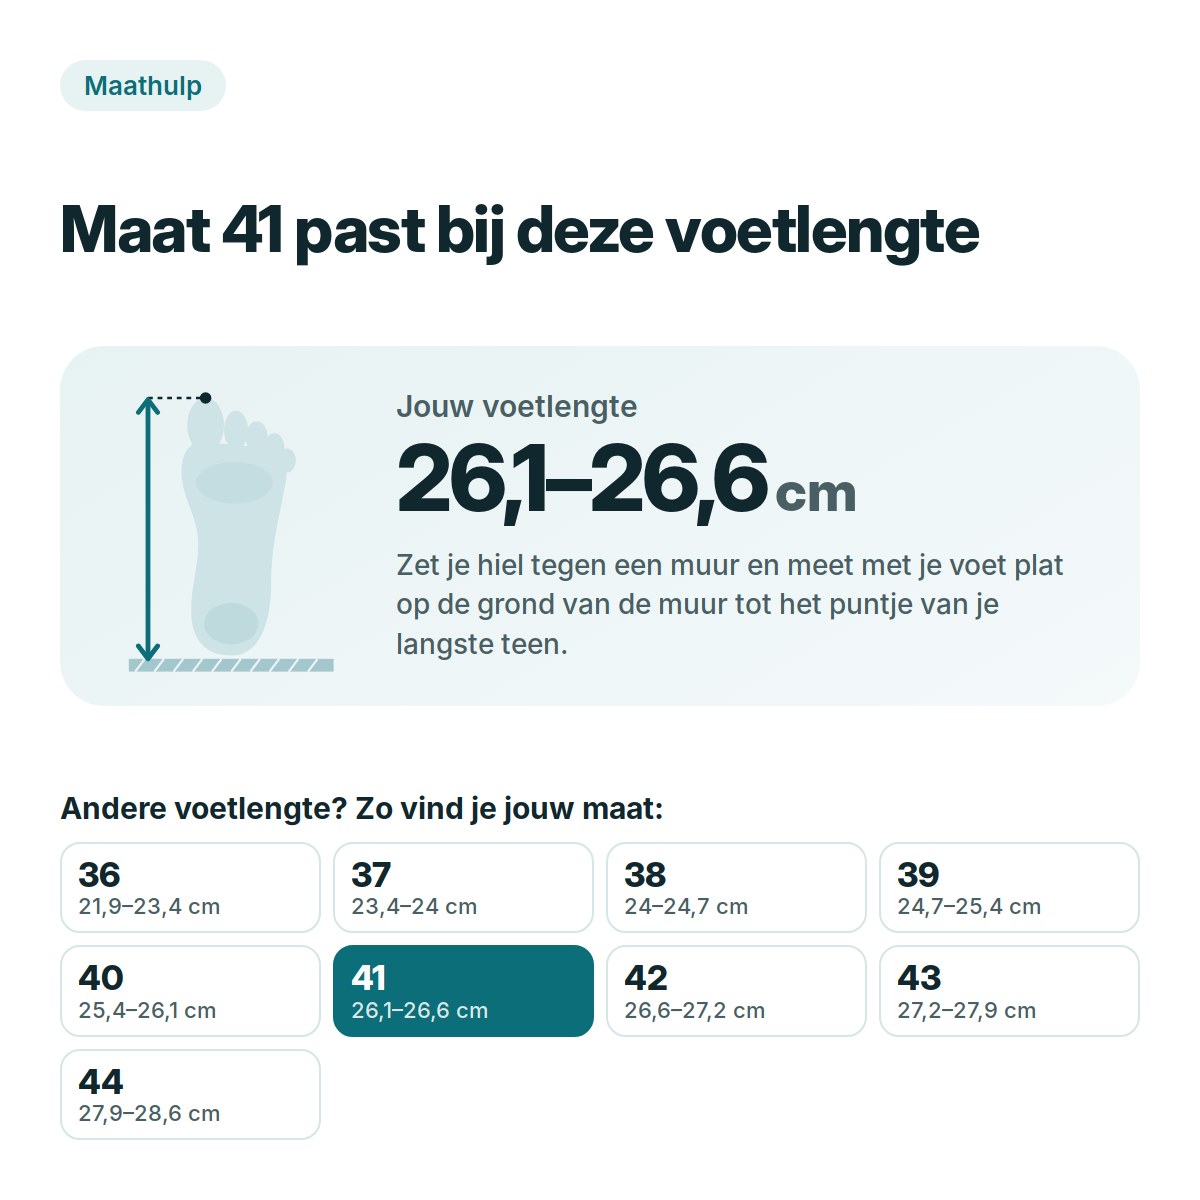 Maathulp
Maat 41 past bij deze voetlengte
Jouw voetlengte
26,1–26,6 cm
Zet je hiel tegen een muur en meet met je voet plat
op de grond van de muur tot het puntje van je
langste teen.
Andere voetlengte? Zo vind je jouw maat:
36
21,9–23,4 cm
37
23,4–24 cm
38
24–24,7 cm
39
24,7–25,4 cm
40
25,4–26,1 cm
41
26,1–26,6 cm
42
26,6–27,2 cm
43
27,2–27,9 cm
44
27,9–28,6 cm